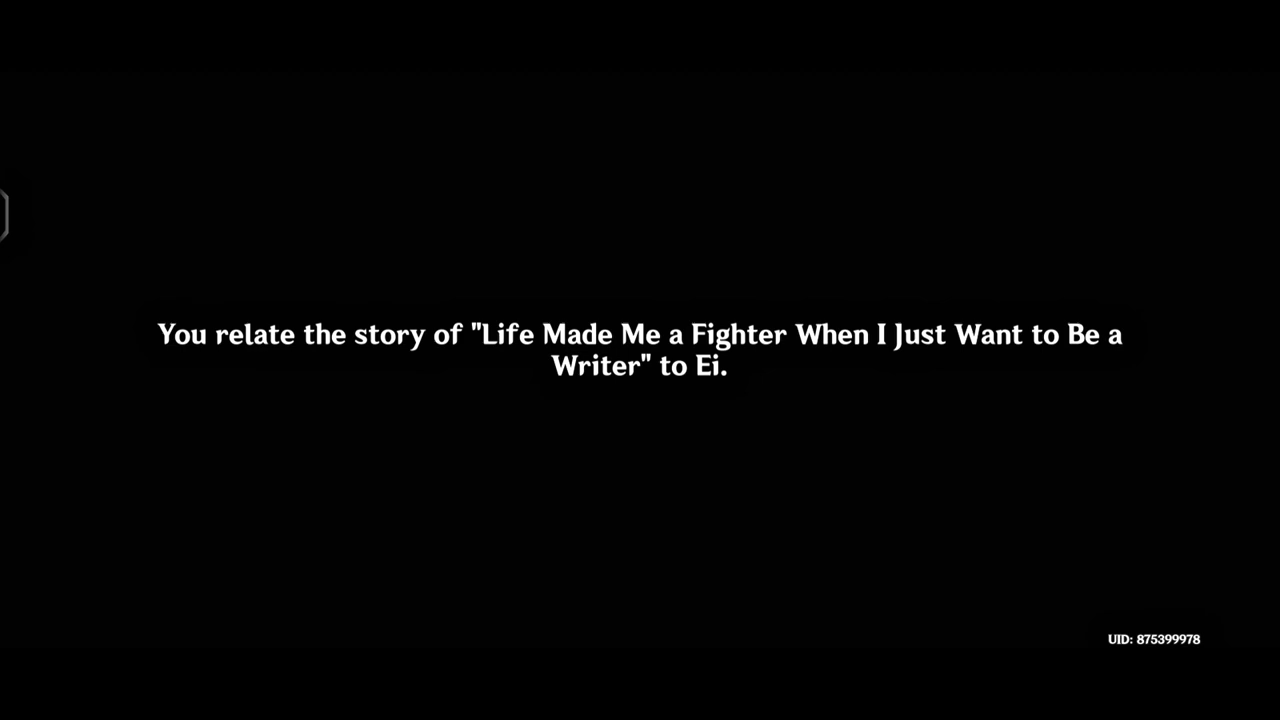 You relate the story of "Life Made Me a Fighter When I Just Want to Be a
Writer" to Ei.
UID: 875399978